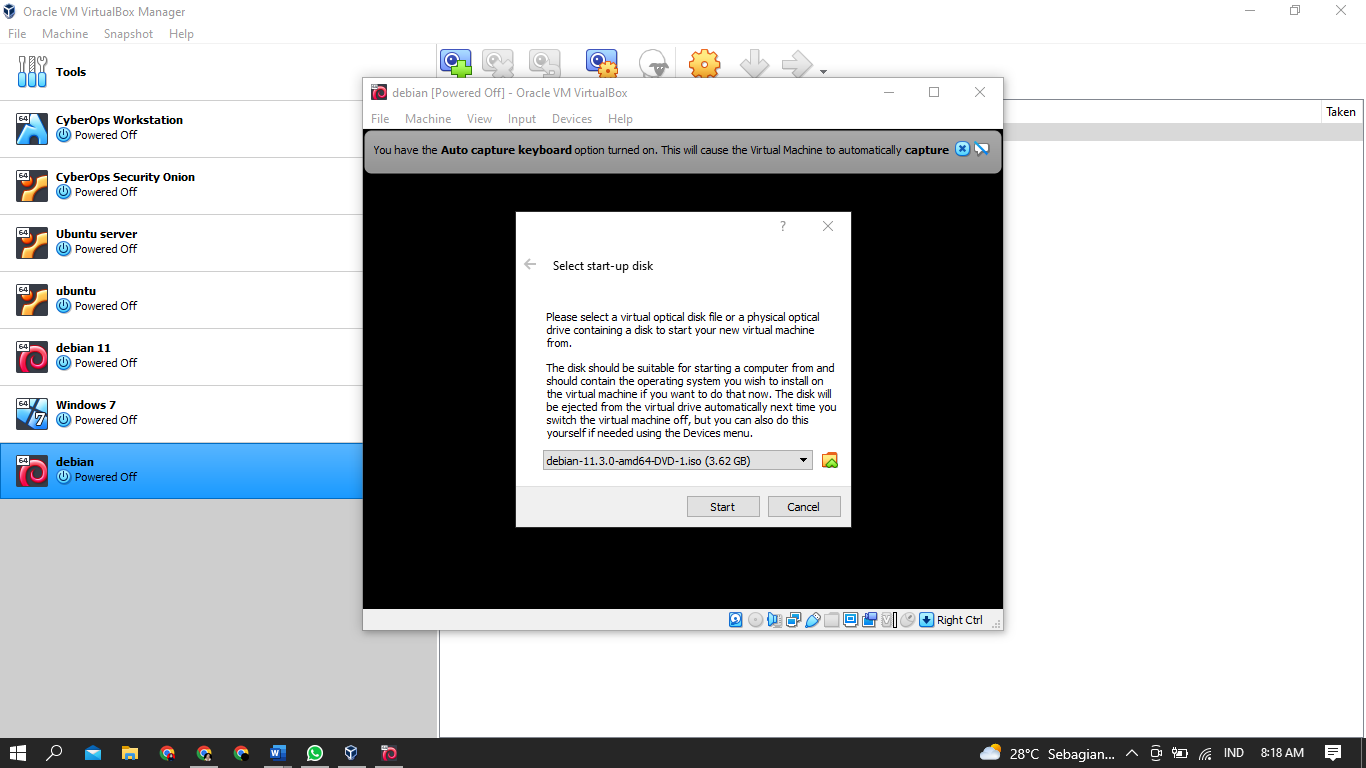 Oracle VM VirtualBox Manager
File Machine Snapshot Help
Tools
Taken
64
CyberOps Workstation
Powered Off
64
CyberOps Security Onion
Powered Off
64
Ubuntu server
Powered Off
64
ubuntu
Powered Off
64
debian 11
Powered Off
64
7
Windows 7
Powered Off
64
debian
Powered Off
debian [Powered Off] - Oracle VM VirtualBox
File Machine View Input Devices Help
You have the Auto capture keyboard option turned on. This will cause the Virtual Machine to automatically capture
?
Select start-up disk
Please select a virtual optical disk file or a physical optical
drive containing a disk to start your new virtual machine
from.
The disk should be suitable for starting a computer from and
should contain the operating system you wish to install on
the virtual machine if you want to do that now. The disk will
be ejected from the virtual drive automatically next time you
switch the virtual machine off, but you can also do this
yourself if needed using the Devices menu.
debian-11.3.0-amd64-DVD-1.iso (3.62 GB)
Start Cancel
Right Ctrl
28°C Sebagian... IND 8:18 AM